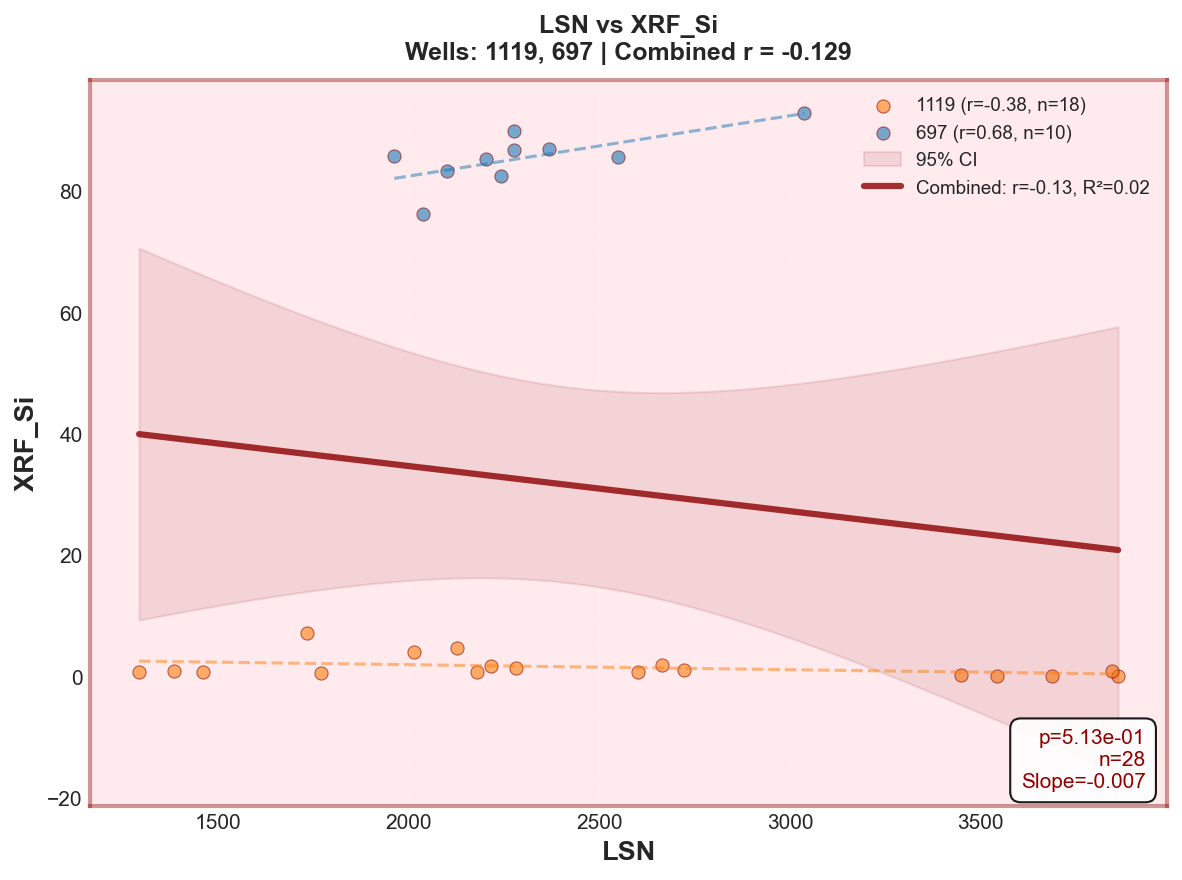 LSN vs XRF_Si
Wells: 1119, 697 | Combined r = -0.129
1119 (r=-0.38, n=18)
697 (r=0.68, n=10)
95% CI
Combined: r=-0.13, R²=0.02
XRF_Si
80
60
40
20
0
−20
p=5.13e-01
n=28
Slope=-0.007
1500 2000 2500 3000 3500
LSN